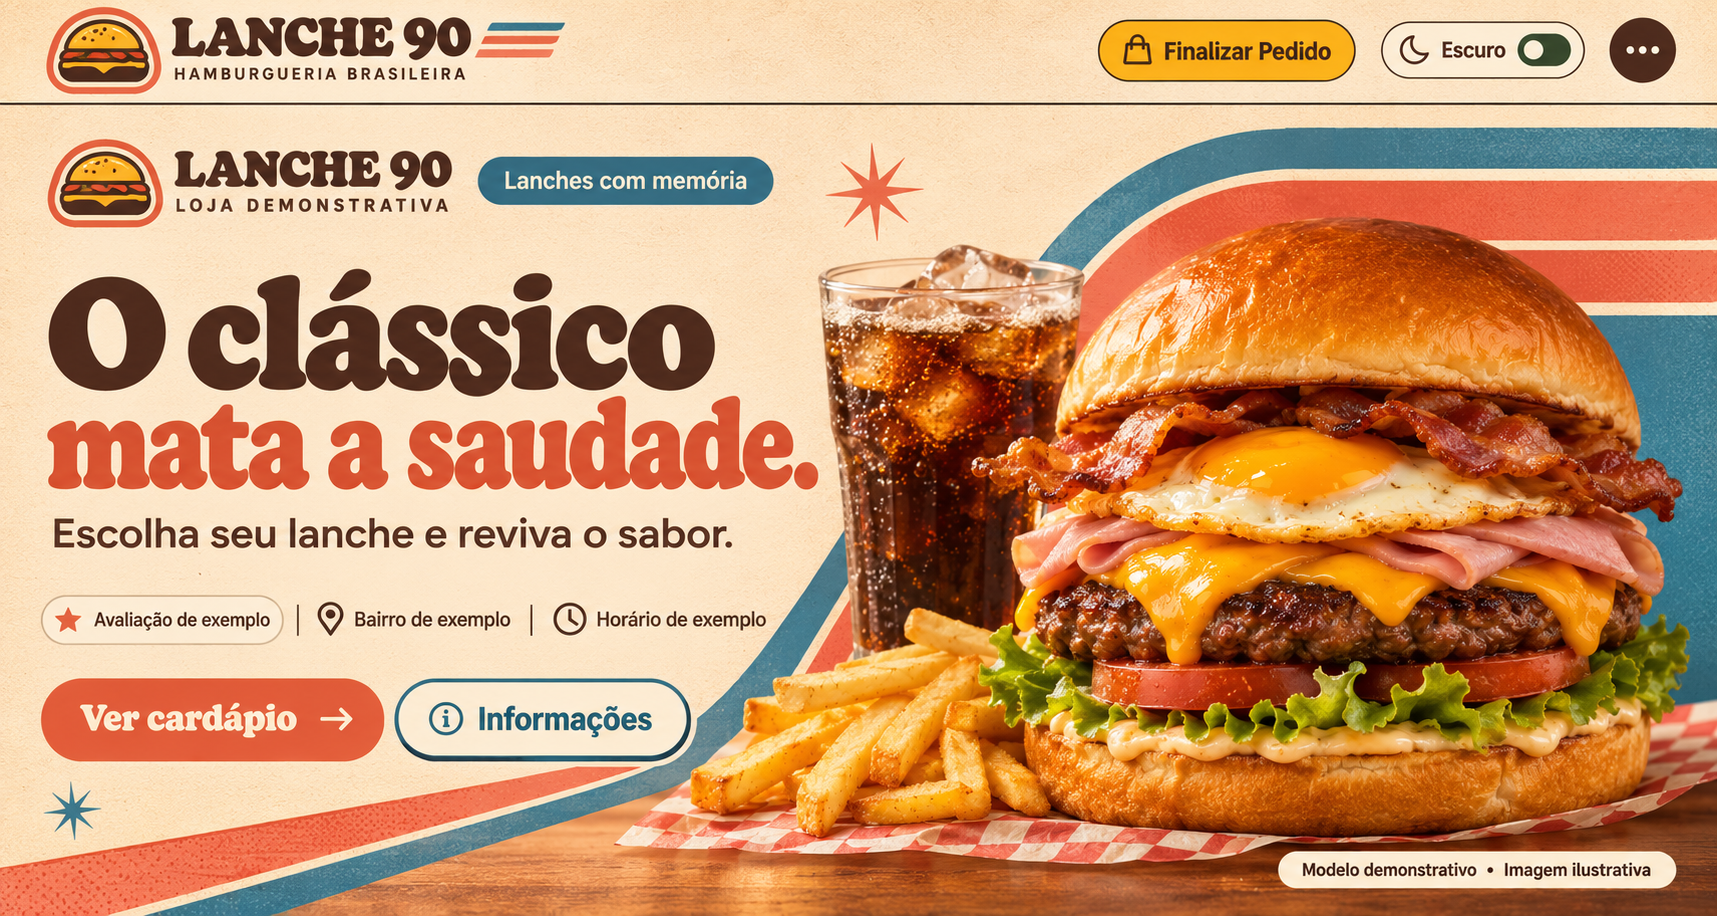 LANCHE 90
HAMBURGUERIA BRASILEIRA
Finalizar Pedido
Escuro
LANCHE 90
LOJA DEMONSTRATIVA
Lanches com memória
O clássico
mata a saudade.
Escolha seu lanche e reviva o sabor.
Avaliação de exemplo
Bairro de exemplo
Horário de exemplo
Ver cardápio
Informações
Modelo demonstrativo • Imagem ilustrativa